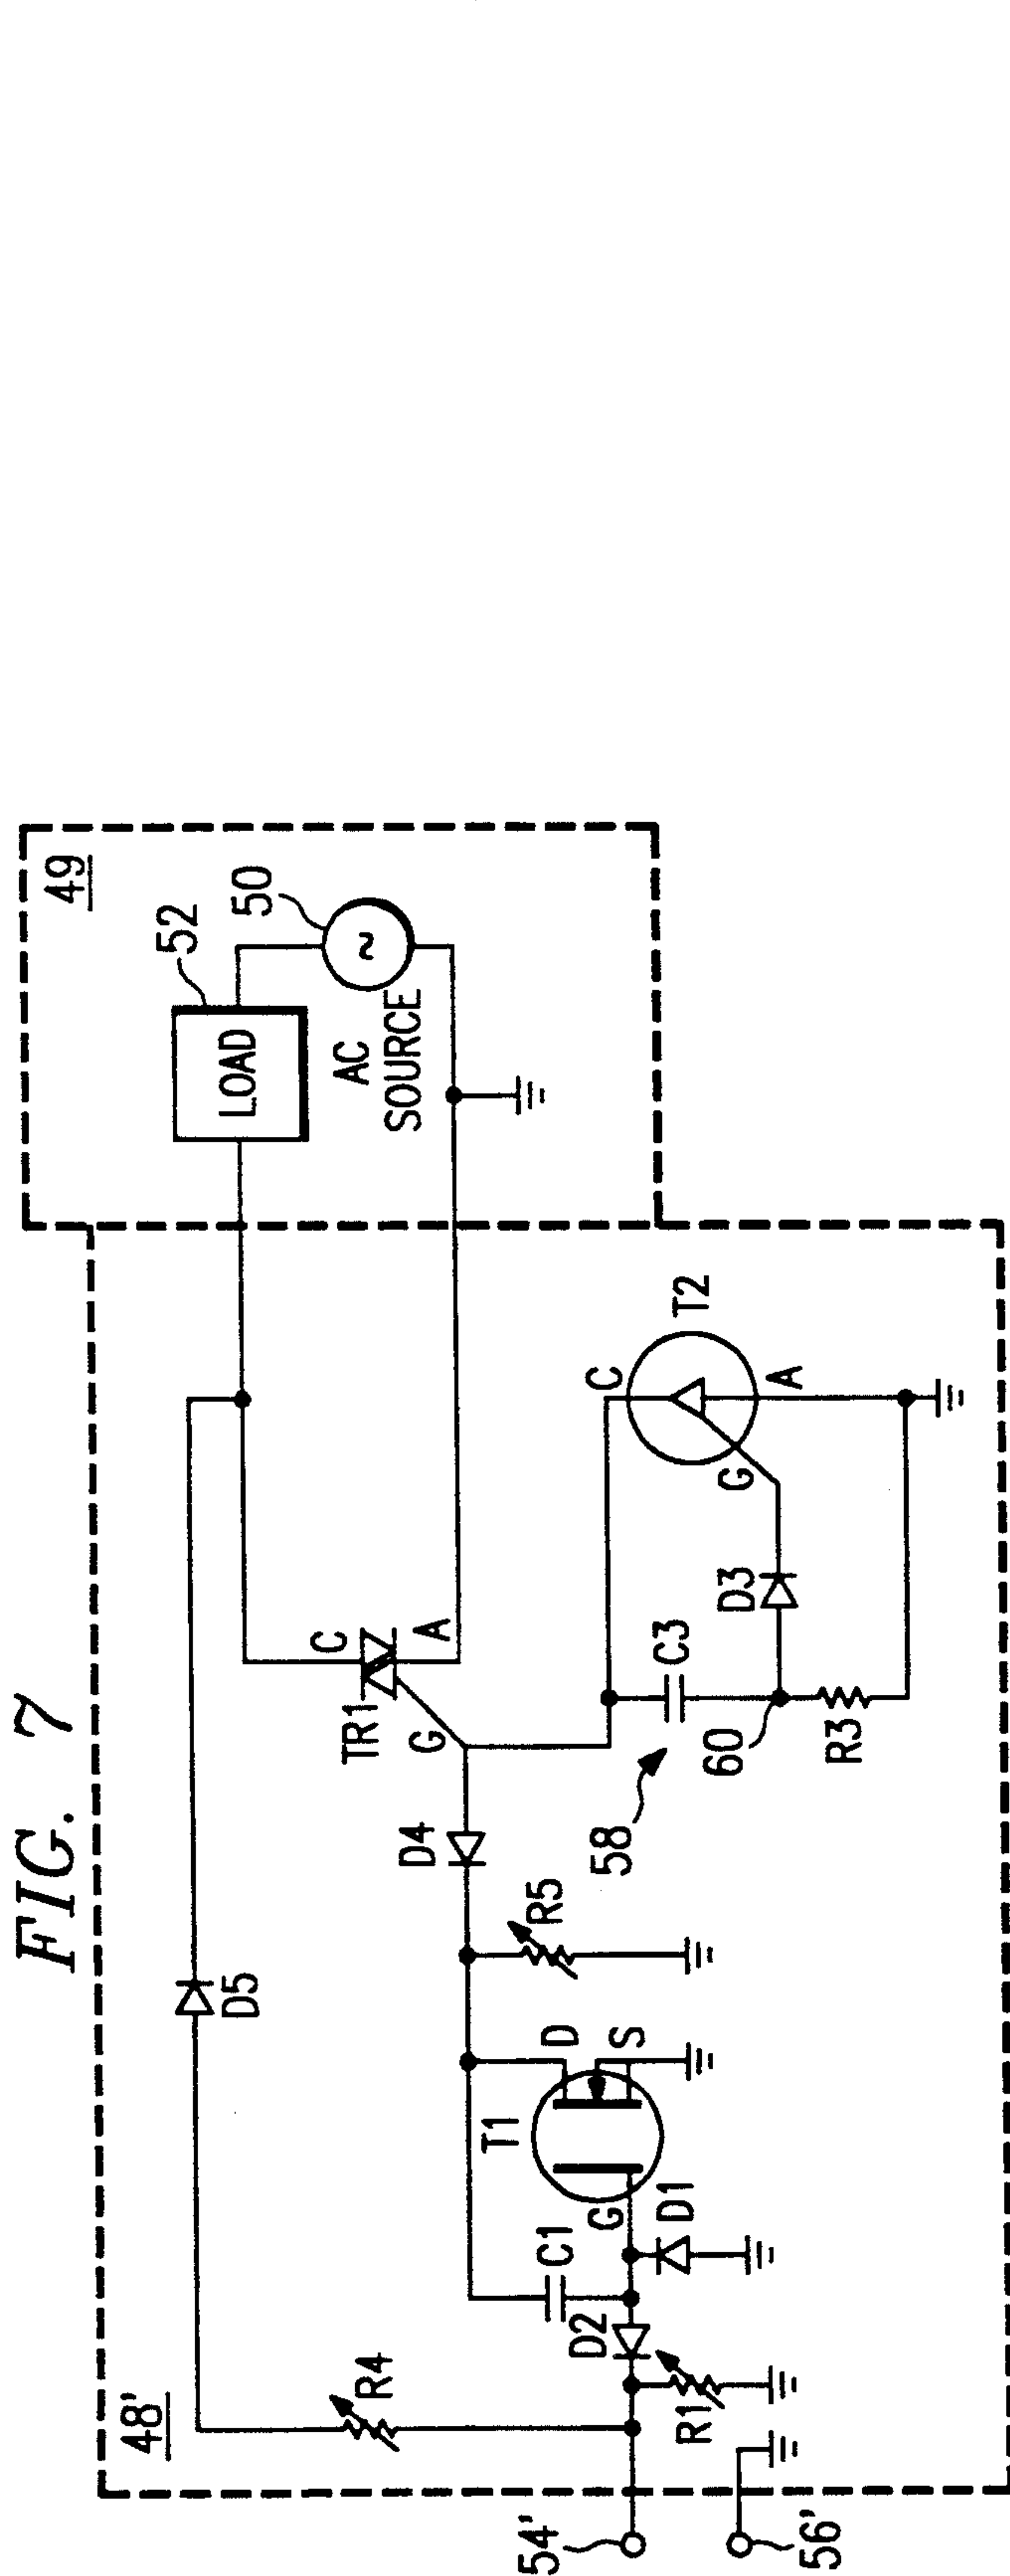 FIG. 7
48'
49
D5
52
LOAD
50
~
AC
SOURCE
R4
C
TR1
A
G
D4
R5
C1
T1
D
S
G
D2
D1
R1
54'
56'
58
C3
60
D3
R3
C
T2
G
A